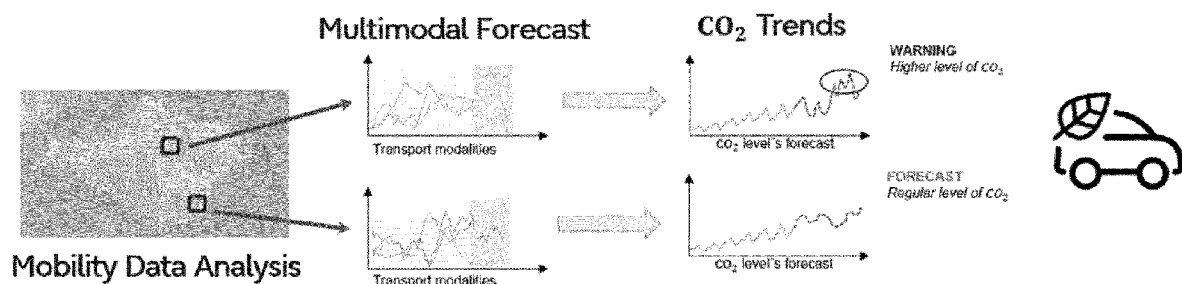 Multimodal Forecast
CO₂ Trends
WARNING
Higher level of CO₂
Transport modalities
CO₂ level's forecast
FORECAST
Regular level of CO₂
Mobility Data Analysis
Transport modalities
CO₂ level's forecast